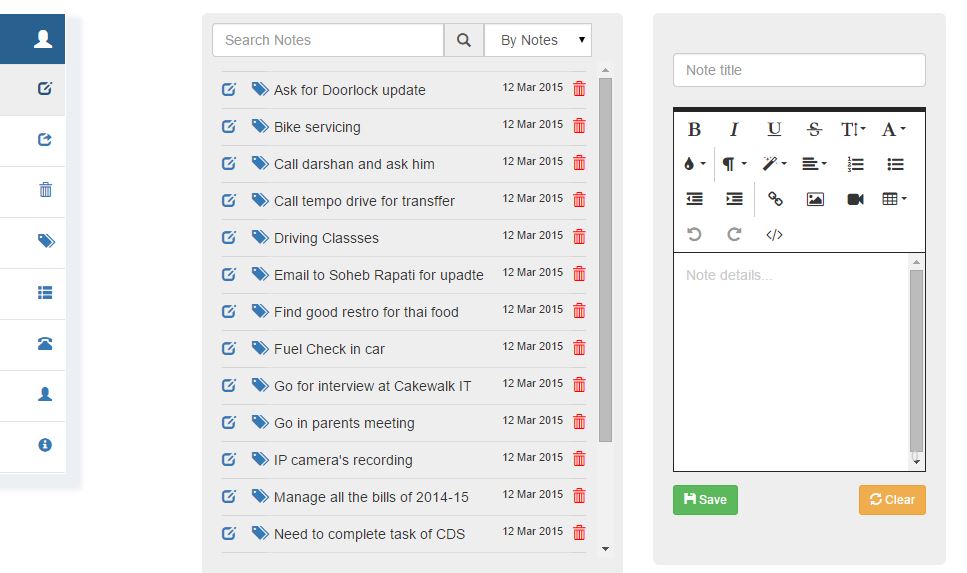 Search Notes
By Notes
Ask for Doorlock update 12 Mar 2015
Bike servicing 12 Mar 2015
Call darshan and ask him 12 Mar 2015
Call tempo drive for transffer 12 Mar 2015
Driving Classses 12 Mar 2015
Email to Soheb Rapati for upadte 12 Mar 2015
Find good restro for thai food 12 Mar 2015
Fuel Check in car 12 Mar 2015
Go for interview at Cakewalk IT 12 Mar 2015
Go in parents meeting 12 Mar 2015
IP camera's recording 12 Mar 2015
Manage all the bills of 2014-15 12 Mar 2015
Need to complete task of CDS 12 Mar 2015
Note title
B I U S T A
Note details...
Save Clear